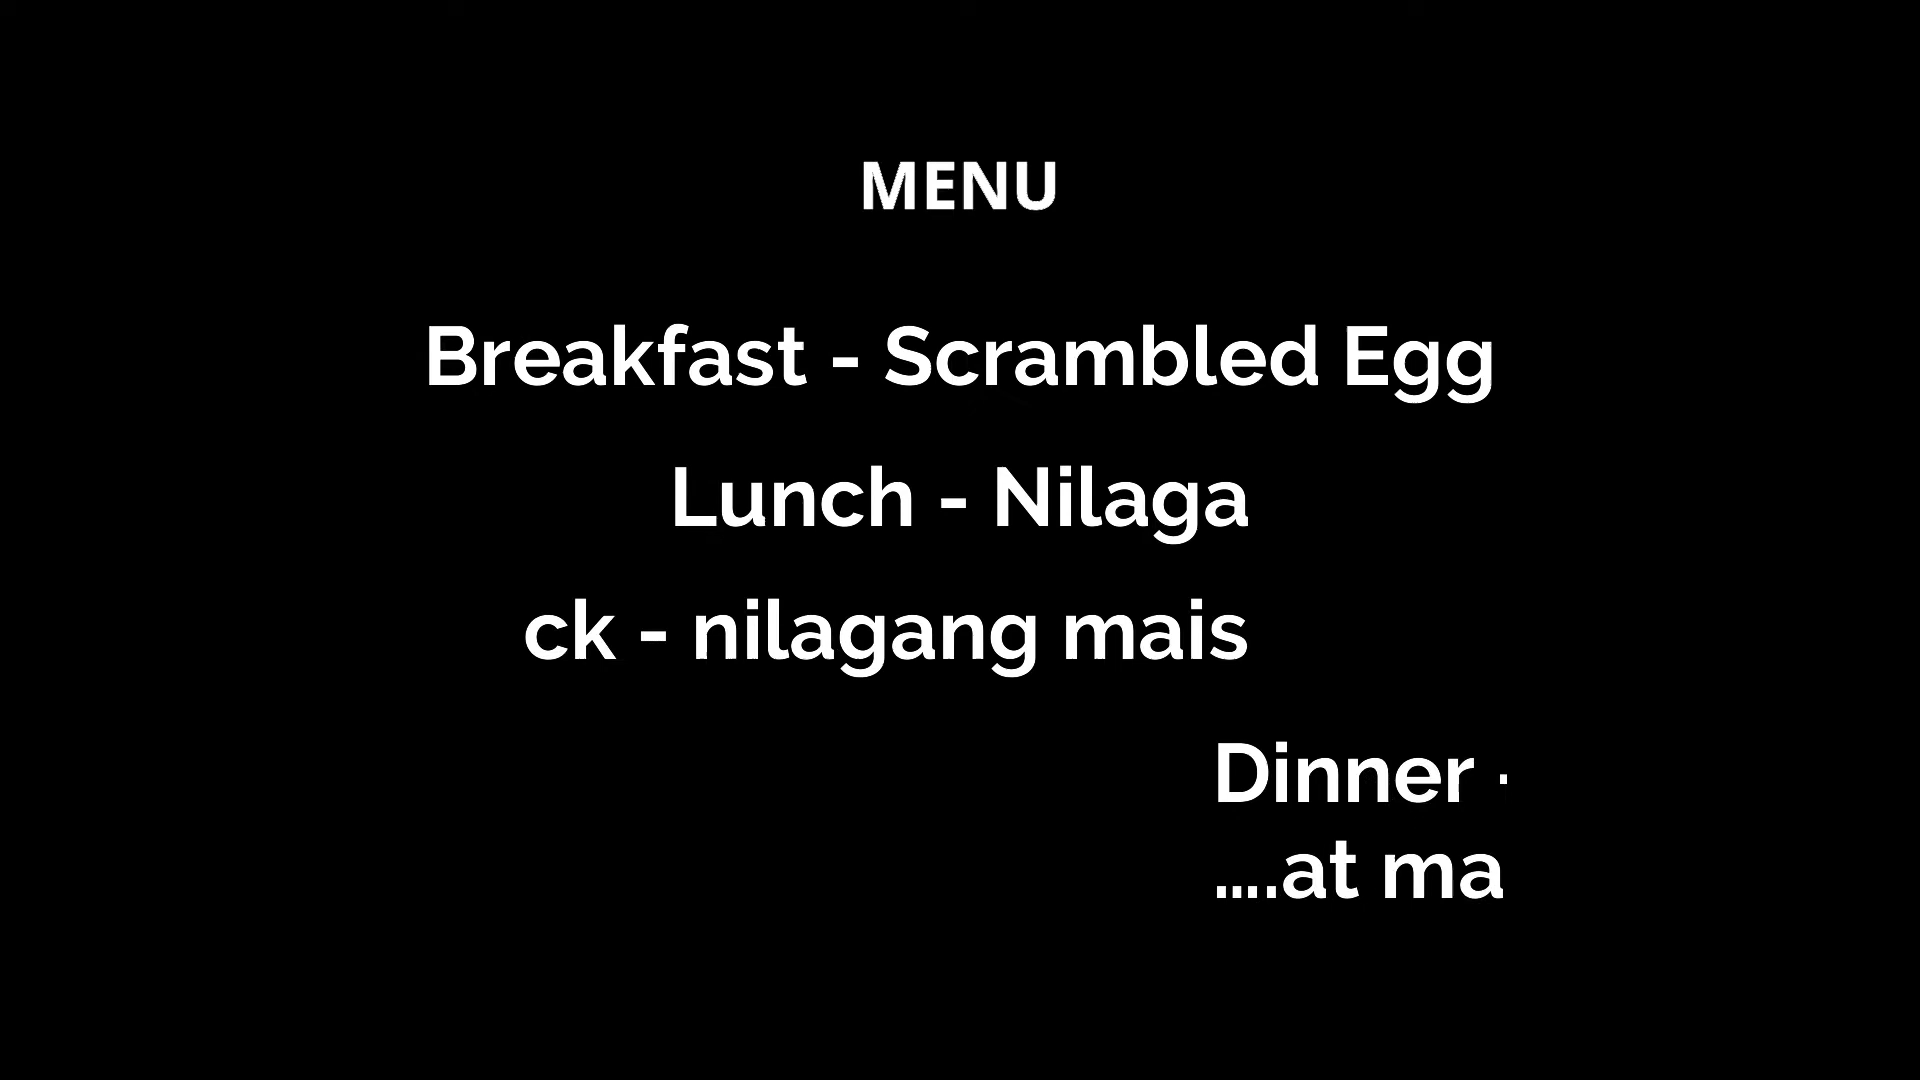 MENU
Breakfast - Scrambled Egg
Lunch - Nilaga
ck - nilagang mais
Dinner -
….at ma